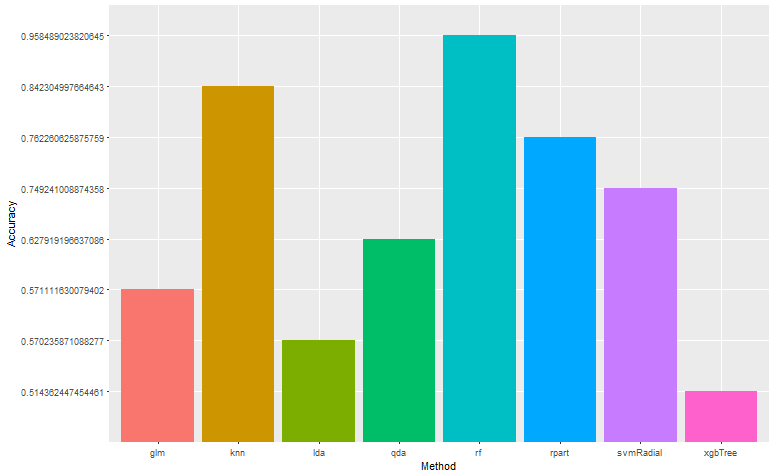 0.958489023820645
0.842304997664643
0.762260625875759
0.749241008874358
0.627919196637086
0.571111630079402
0.570235871088277
0.514362447454461
Accuracy
glm knn lda qda rf rpart svmRadial xgbTree
Method